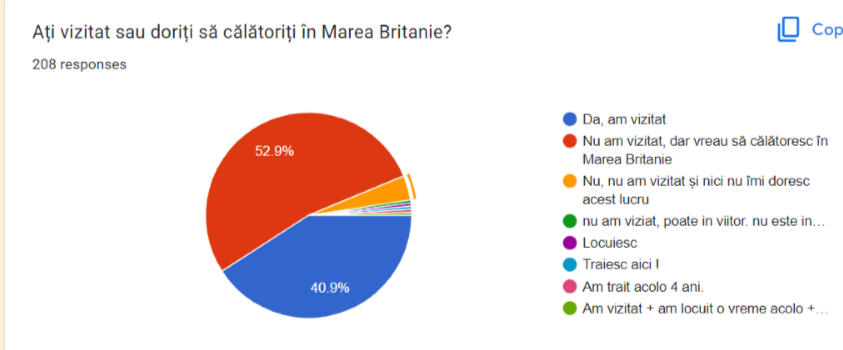 Ați vizitat sau doriți să călătoriți în Marea Britanie?
Cop
208 responses
52.9%
40.9%
Da, am vizitat
Nu am vizitat, dar vreau să călătoresc în
Marea Britanie
Nu, nu am vizitat și nici nu îmi doresc
acest lucru
nu am viziat, poate in viitor. nu este in…
Locuiesc
Traiesc aici !
Am trait acolo 4 ani.
Am vizitat + am locuit o vreme acolo +…